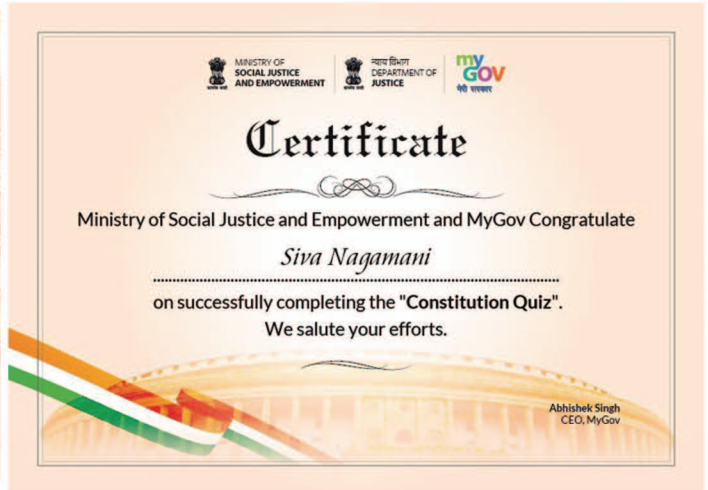 MINISTRY OF
SOCIAL JUSTICE
AND EMPOWERMENT
न्याय विभाग
DEPARTMENT OF
JUSTICE
my
GOV
मेरी सरकार
Certificate
Ministry of Social Justice and Empowerment and MyGov Congratulate
Siva Nagamani
on successfully completing the "Constitution Quiz".
We salute your efforts.
Abhishek Singh
CEO, MyGov